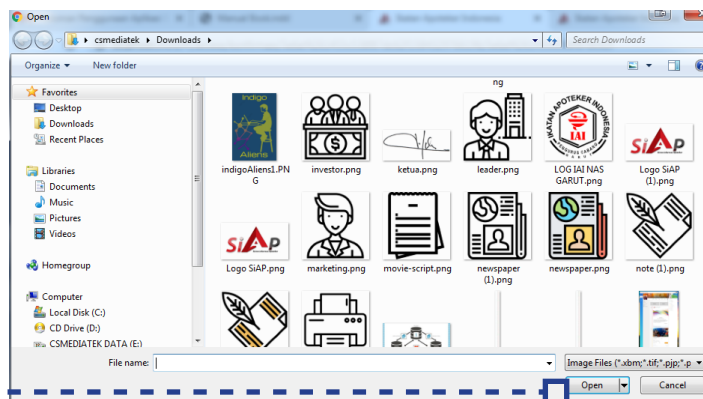 Open
csmediatek
Downloads
Search Downloads
Organize
New folder
Favorites
Desktop
Downloads
Recent Places
Libraries
Documents
Music
Pictures
Videos
Homegroup
Computer
Local Disk (C:)
CD Drive (D:)
CSMEDIATEK DATA (E:)
ng
Indigo
Aliens
IKATAN APOTEKER INDONESIA
IAI
SiAP
indigoAliens1.PN
G
investor.png
ketua.png
leader.png
LOG IAI NAS
GARUT.png
Logo SiAP
(1).png
SiAP
Logo SiAP.png
marketing.png
movie-script.png
newspaper
(1).png
newspaper.png
note (1).png
File name:
Image Files (*.xbm;*.tif;*.pjp;*.p
Open
Cancel